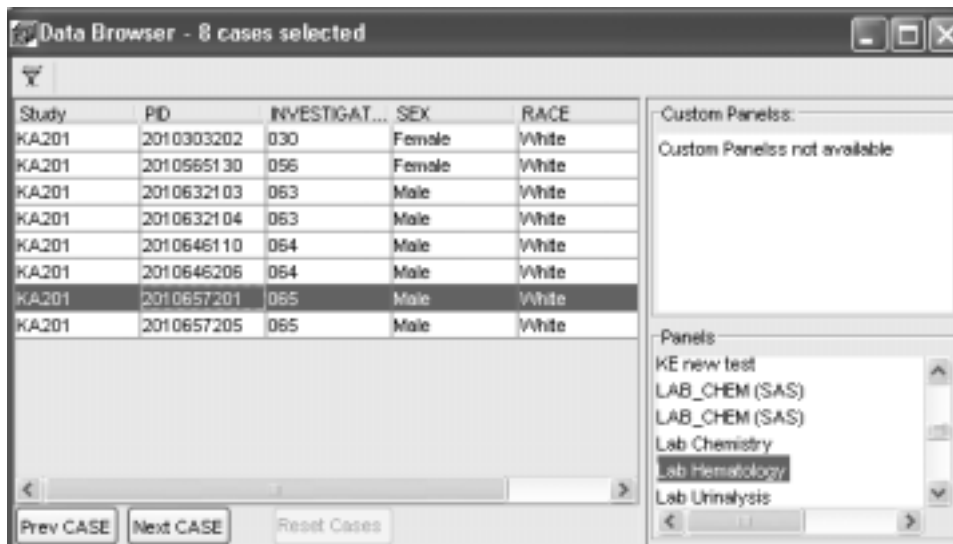 Data Browser - 8 cases selected
Study PID INVESTIGAT... SEX RACE
KA201 2010303202 030 Female White
KA201 2010565130 056 Female White
KA201 2010632103 063 Male White
KA201 2010632104 063 Male White
KA201 2010646110 064 Male White
KA201 2010646206 064 Male White
KA201 2010657201 065 Male White
KA201 2010657205 065 Male White
Prev CASE Next CASE Reset Cases
Custom Panelss:
Custom Panelss not available
Panels
KE new test
LAB_CHEM (SAS)
LAB_CHEM (SAS)
Lab Chemistry
Lab Hematology
Lab Urinalysis